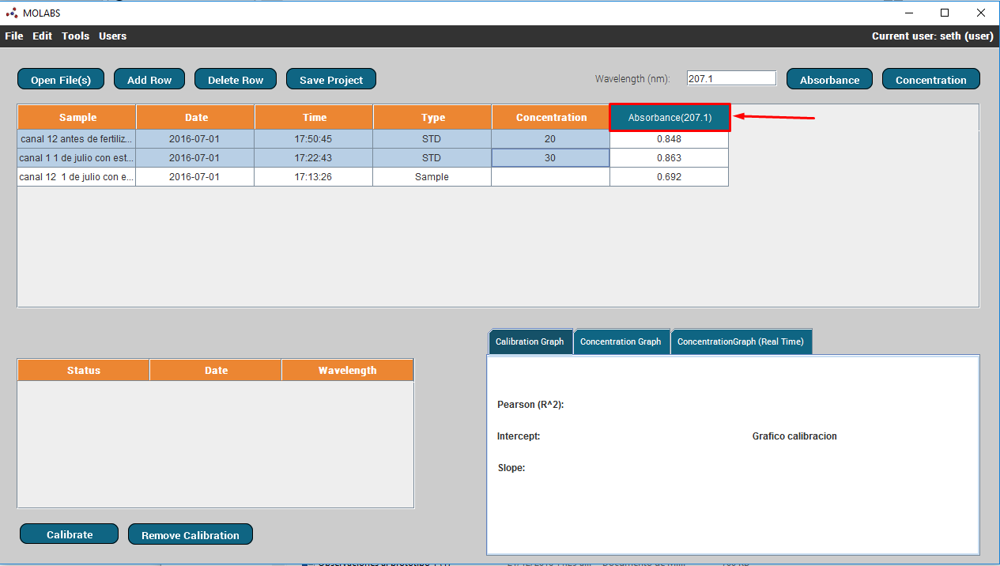 MOLABS
File Edit Tools Users Current user: seth (user)
Open File(s) Add Row Delete Row Save Project Wavelength (nm): 207.1 Absorbance Concentration
Sample Date Time Type Concentration Absorbance(207.1)
canal 12 antes de fertiliz... 2016-07-01 17:50:45 STD 20 0.848
canal 1 1 de julio con est... 2016-07-01 17:22:43 STD 30 0.863
canal 12 1 de julio con e... 2016-07-01 17:13:26 Sample 0.692
Calibration Graph Concentration Graph ConcentrationGraph (Real Time)
Status Date Wavelength
Pearson (R^2):
Intercept: Grafico calibracion
Slope:
Calibrate Remove Calibration